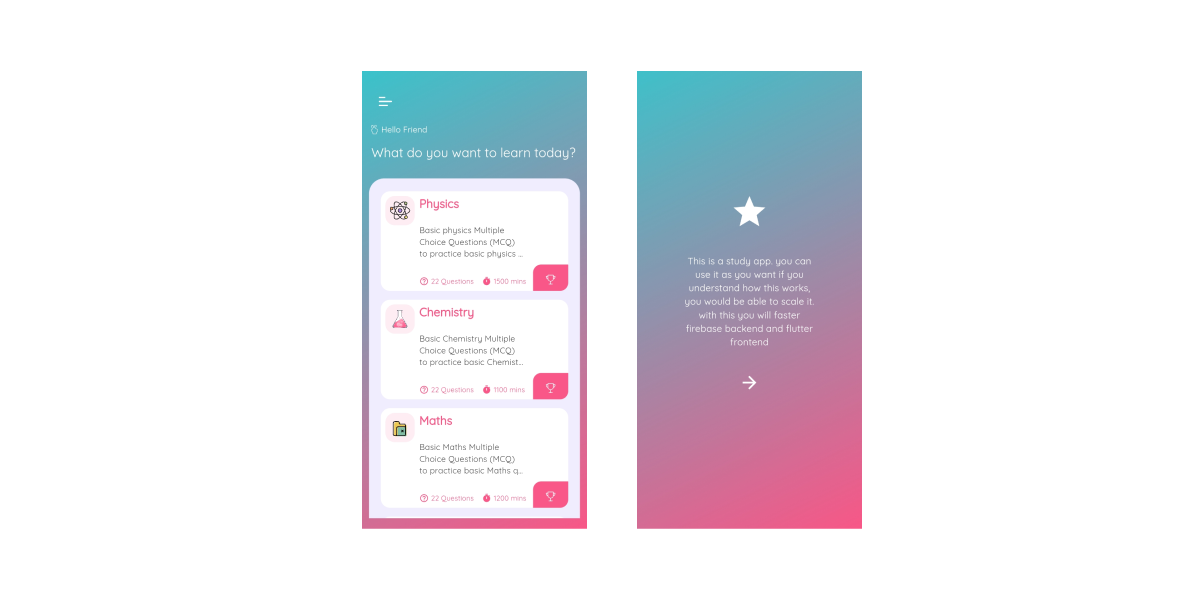 Hello Friend
What do you want to learn today?
Physics
Basic physics Multiple
Choice Questions (MCQ)
to practice basic physics ...
22 Questions 1500 mins
Chemistry
Basic Chemistry Multiple
Choice Questions (MCQ)
to practice basic Chemist...
22 Questions 1100 mins
Maths
Basic Maths Multiple
Choice Questions (MCQ)
to practice basic Maths q...
22 Questions 1200 mins
This is a study app. you can
use it as you want if you
understand how this works,
you would be able to scale it.
with this you will faster
firebase backend and flutter
frontend